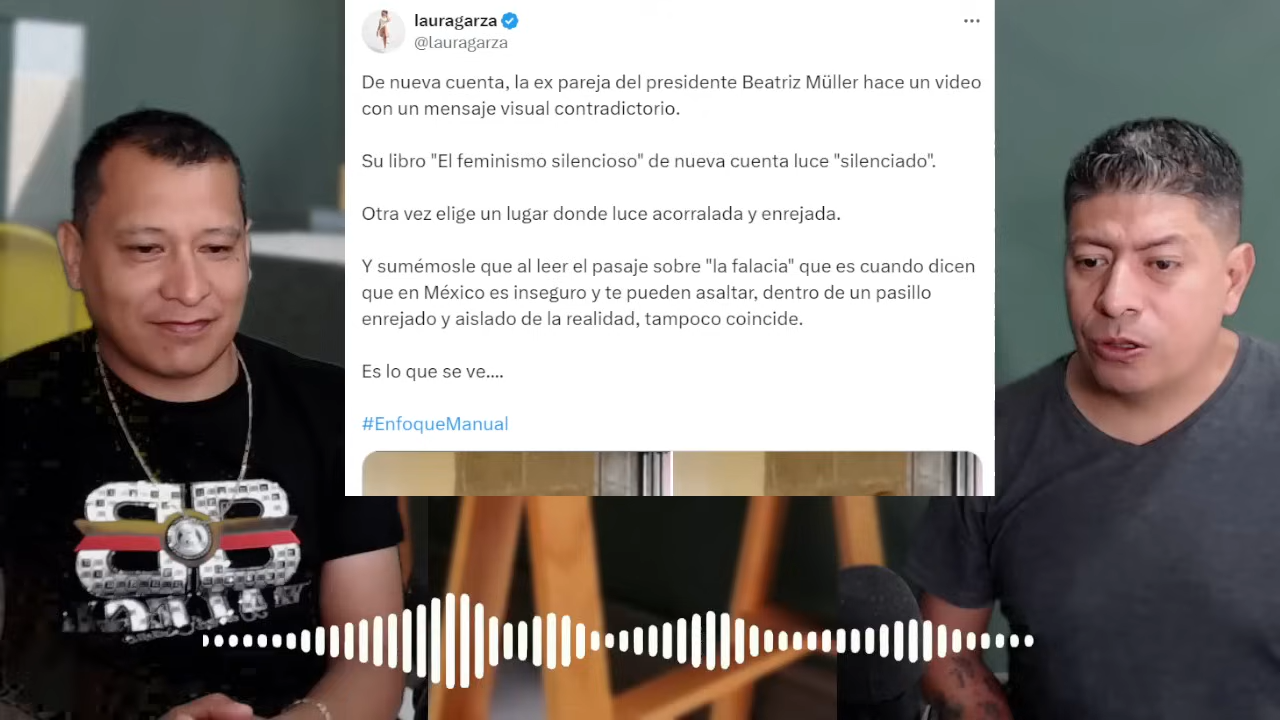 lauragarza
@lauragarza
De nueva cuenta, la ex pareja del presidente Beatriz Müller hace un video
con un mensaje visual contradictorio.
Su libro "El feminismo silencioso" de nueva cuenta luce "silenciado".
Otra vez elige un lugar donde luce acorralada y enrejada.
Y sumémosle que al leer el pasaje sobre "la falacia" que es cuando dicen
que en México es inseguro y te pueden asaltar, dentro de un pasillo
enrejado y aislado de la realidad, tampoco coincide.
Es lo que se ve....
#EnfoqueManual